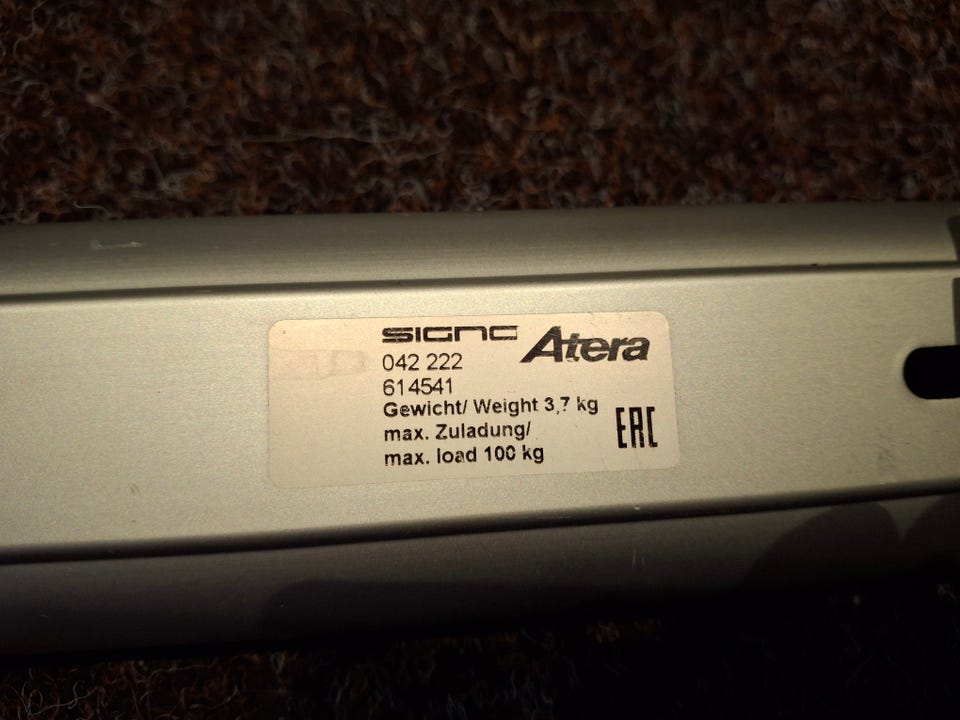 SIGNO Atera
042 222
614541
Gewicht/ Weight 3,7 kg
max. Zuladung/
max. load 100 kg
EAC